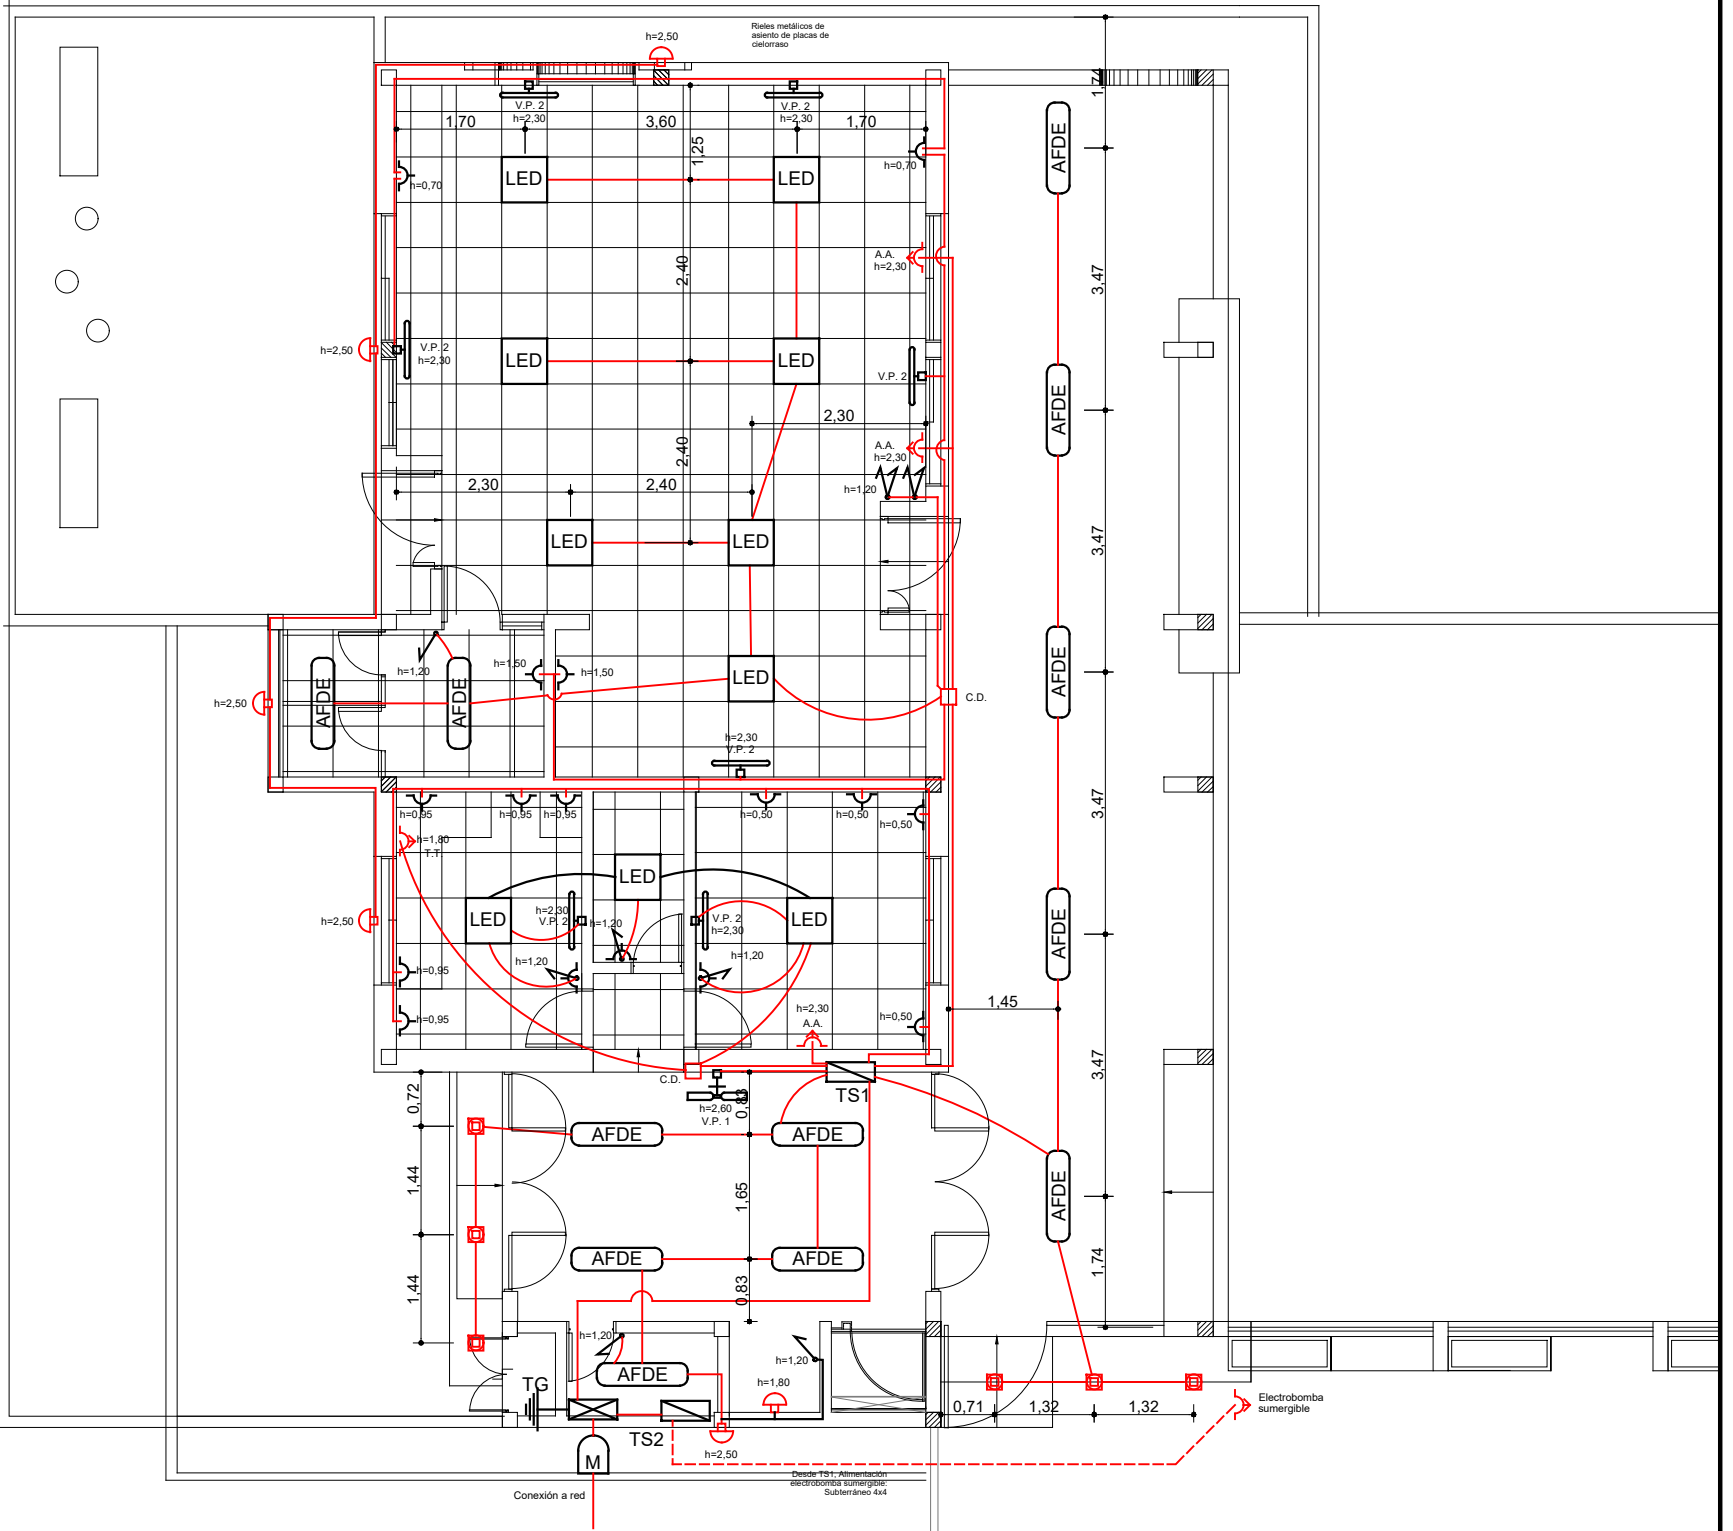 Rieles metálicos de
asiento de placas de
cielorraso
h=2,50
1,74
V.P. 2
h=2,30
V.P. 2
h=2,30
1,70
3,60
1,70
1,25
AFDE
h=0,70
LED
LED
h=0,70
A.A.
h=2,30
2,40
3,47
h=2,50
V.P. 2
h=2,30
LED
LED
V.P. 2
AFDE
2,30
A.A.
h=2,30
2,40
2,30
2,40
h=1,20
LED
LED
3,47
h=1,20
h=1,50
h=1,50
LED
AFDE
h=2,50
AFDE
AFDE
C.D.
h=2,30
V.P. 2
h=0,95
h=0,95
h=0,95
h=0,50
h=0,50
h=0,50
3,47
h=1,80
T.T.
LED
LED
h=2,30
V.P. 2
h=1,20
V.P. 2
h=2,30
LED
AFDE
h=2,50
h=1,20
h=1,20
h=0,95
h=0,95
h=2,30
A.A.
h=0,50
1,45
3,47
C.D.
TS1
h=2,60
V.P. 1
0,83
0,72
AFDE
AFDE
1,44
1,65
AFDE
AFDE
AFDE
1,74
1,44
0,83
h=1,20
h=1,20
AFDE
h=1,80
TG
TS2
0,71
1,32
1,32
Electrobomba
sumergible
M
h=2,50
Desde TS1, Alimentación
electrobomba sumergible:
Subterráneo 4x4
Conexión a red